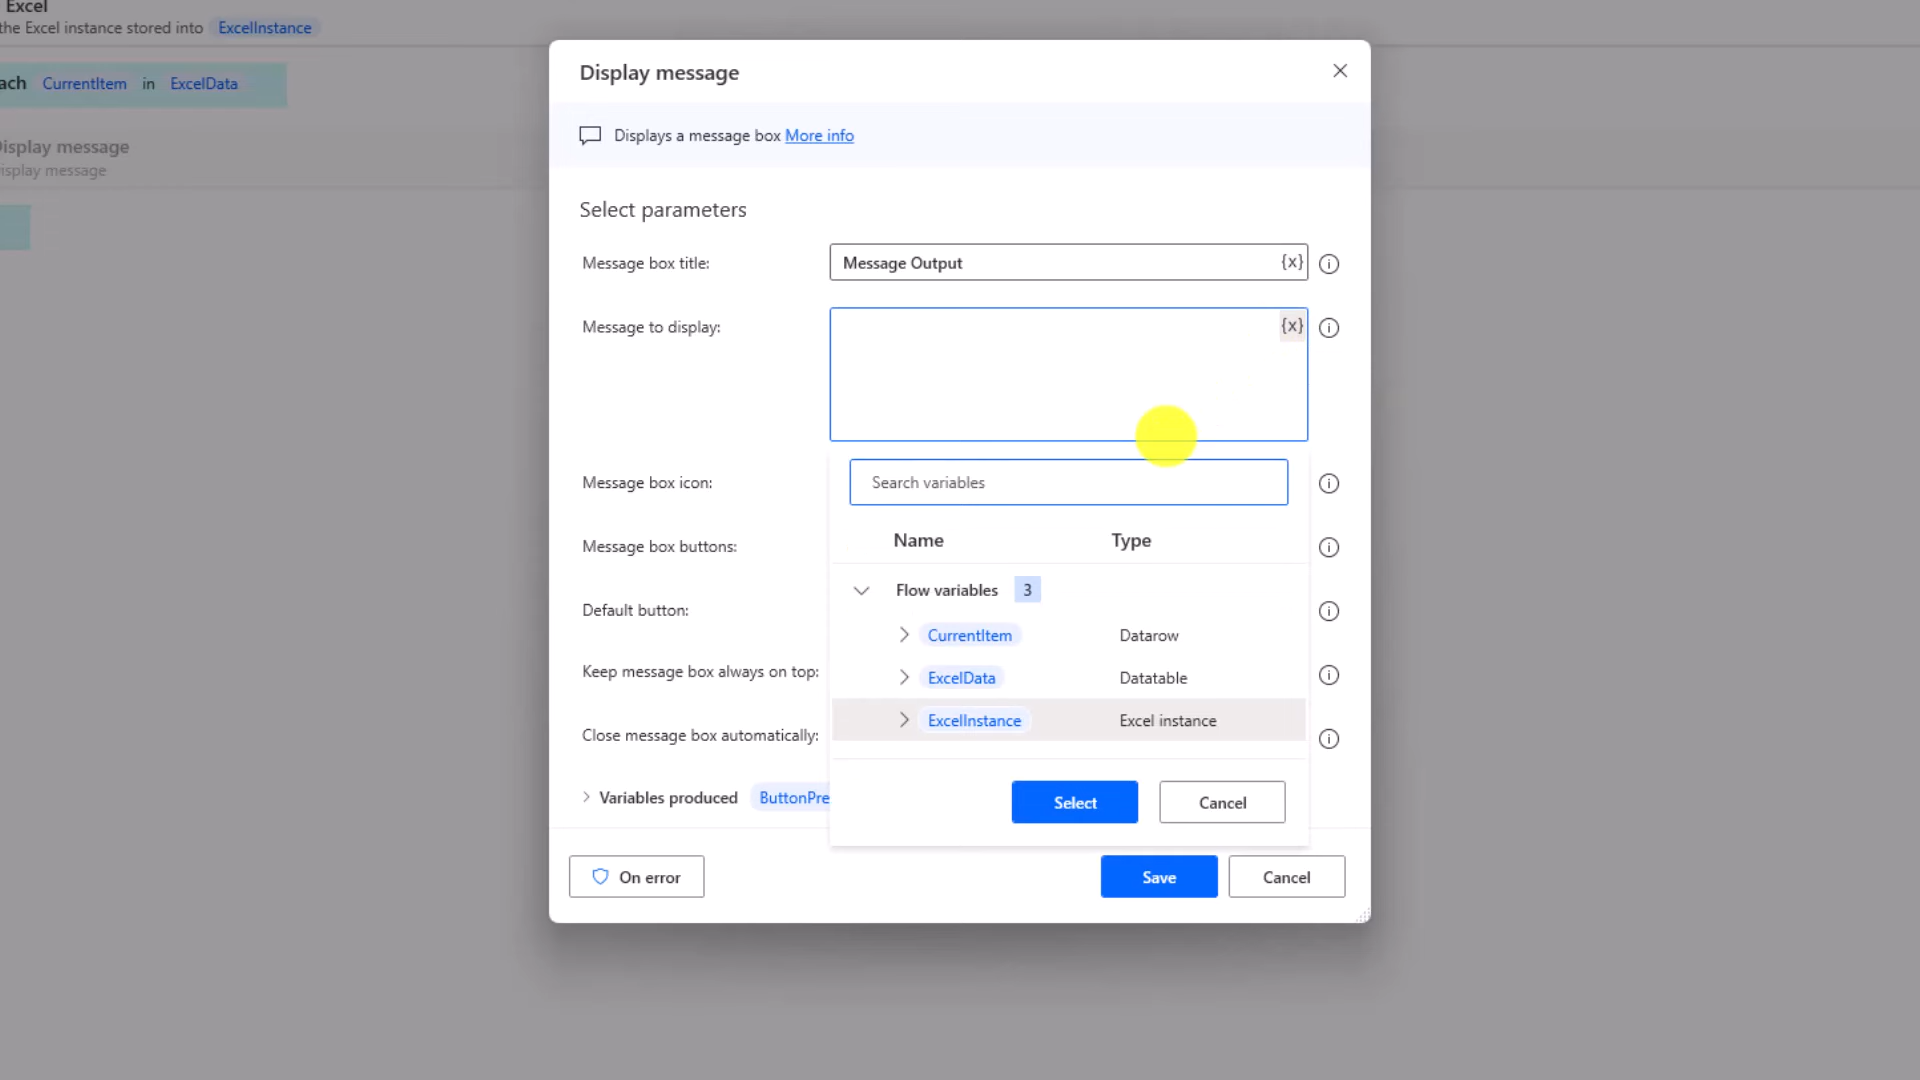 Excel
the Excel instance stored into ExcelInstance
CurrentItem in ExcelData
Display message
Display message
Display message
Displays a message box More info
Select parameters
Message box title: Message Output {x}
Message to display: {x}
Search variables
Message box icon:
Name Type
Message box buttons:
Flow variables 3
Default button:
CurrentItem Datarow
Keep message box always on top:
ExcelData Datatable
ExcelInstance Excel instance
Close message box automatically:
Variables produced ButtonPre
Select Cancel
On error Save Cancel